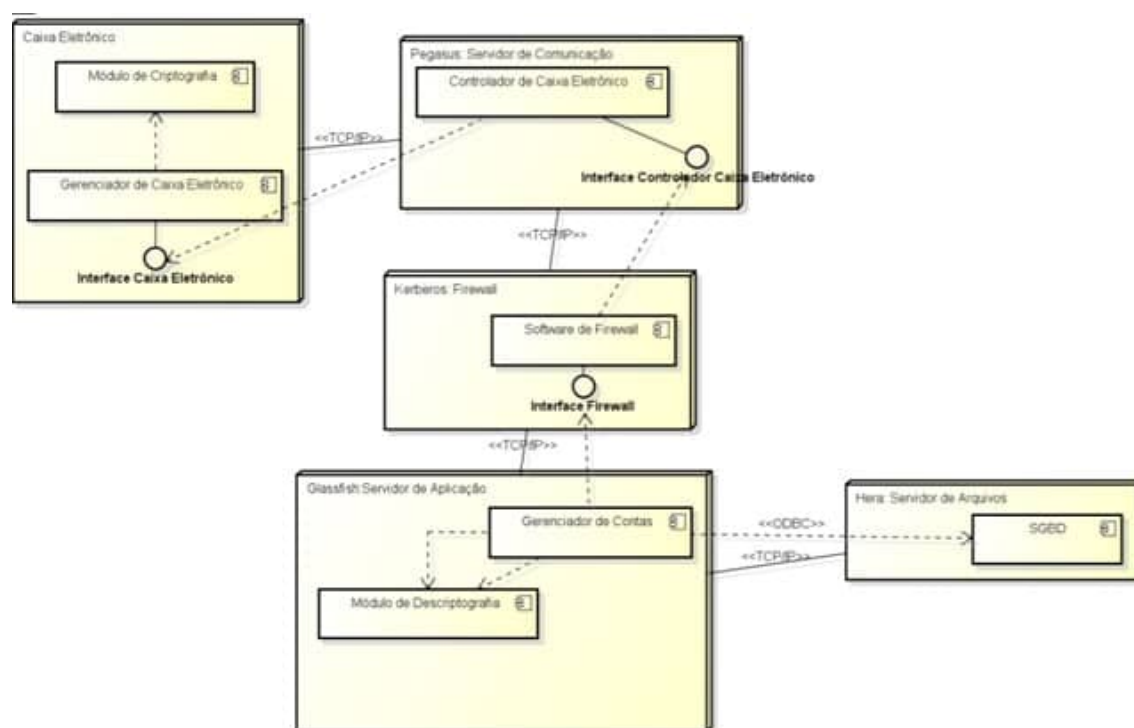 Caixa Eletrônico
Módulo de Criptografia
Gerenciador de Caixa Eletrônico
Interface Caixa Eletrônico
<<TCP/IP>>
Pegasus: Servidor de Comunicação
Controlador de Caixa Eletrônico
Interface Controlador Caixa Eletrônico
<<TCP/IP>>
Kerberos: Firewall
Software de Firewall
Interface Firewall
<<TCP/IP>>
Glassfish:Servidor de Aplicação
Gerenciador de Contas
Módulo de Descriptografia
<<ODBC>>
<<TCP/IP>>
Hera: Servidor de Arquivos
SGBD